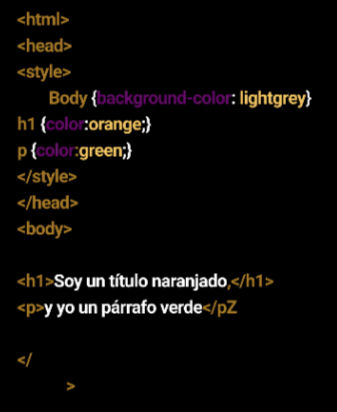 <html>
<head>
<style>
Body {background-color: lightgrey}
h1 {color:orange;}
p {color:green;}
</style>
</head>
<body>
<h1>Soy un título naranjado,</h1>
<p>y yo un párrafo verde</pZ
</
>